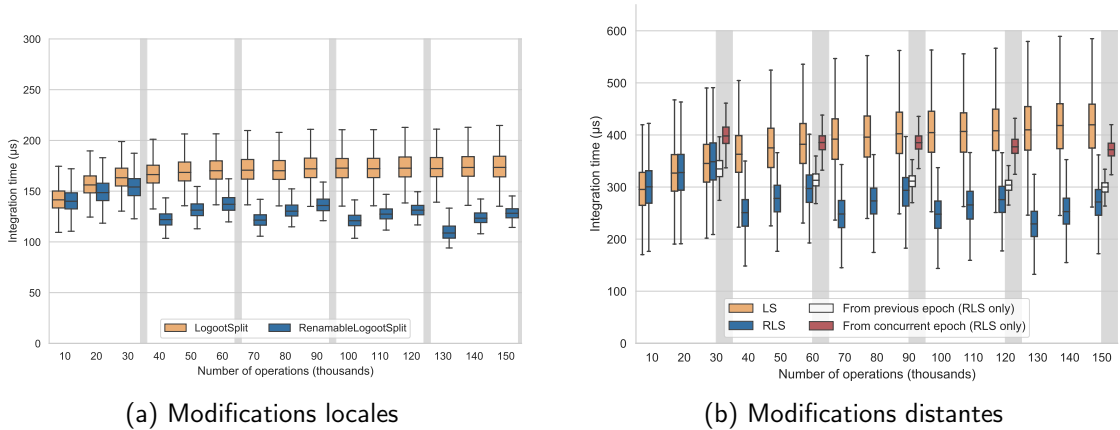 300
250
200
150
100
50
0
Integration time (µs)
LogootSplit
RenamableLogootSplit
10 20 30 40 50 60 70 80 90 100 110 120 130 140 150
Number of operations (thousands)
(a) Modifications locales
600
500
400
300
200
100
0
Integration time (µs)
LS
RLS
From previous epoch (RLS only)
From concurrent epoch (RLS only)
10 20 30 40 50 60 70 80 90 100 110 120 130 140 150
Number of operations (thousands)
(b) Modifications distantes